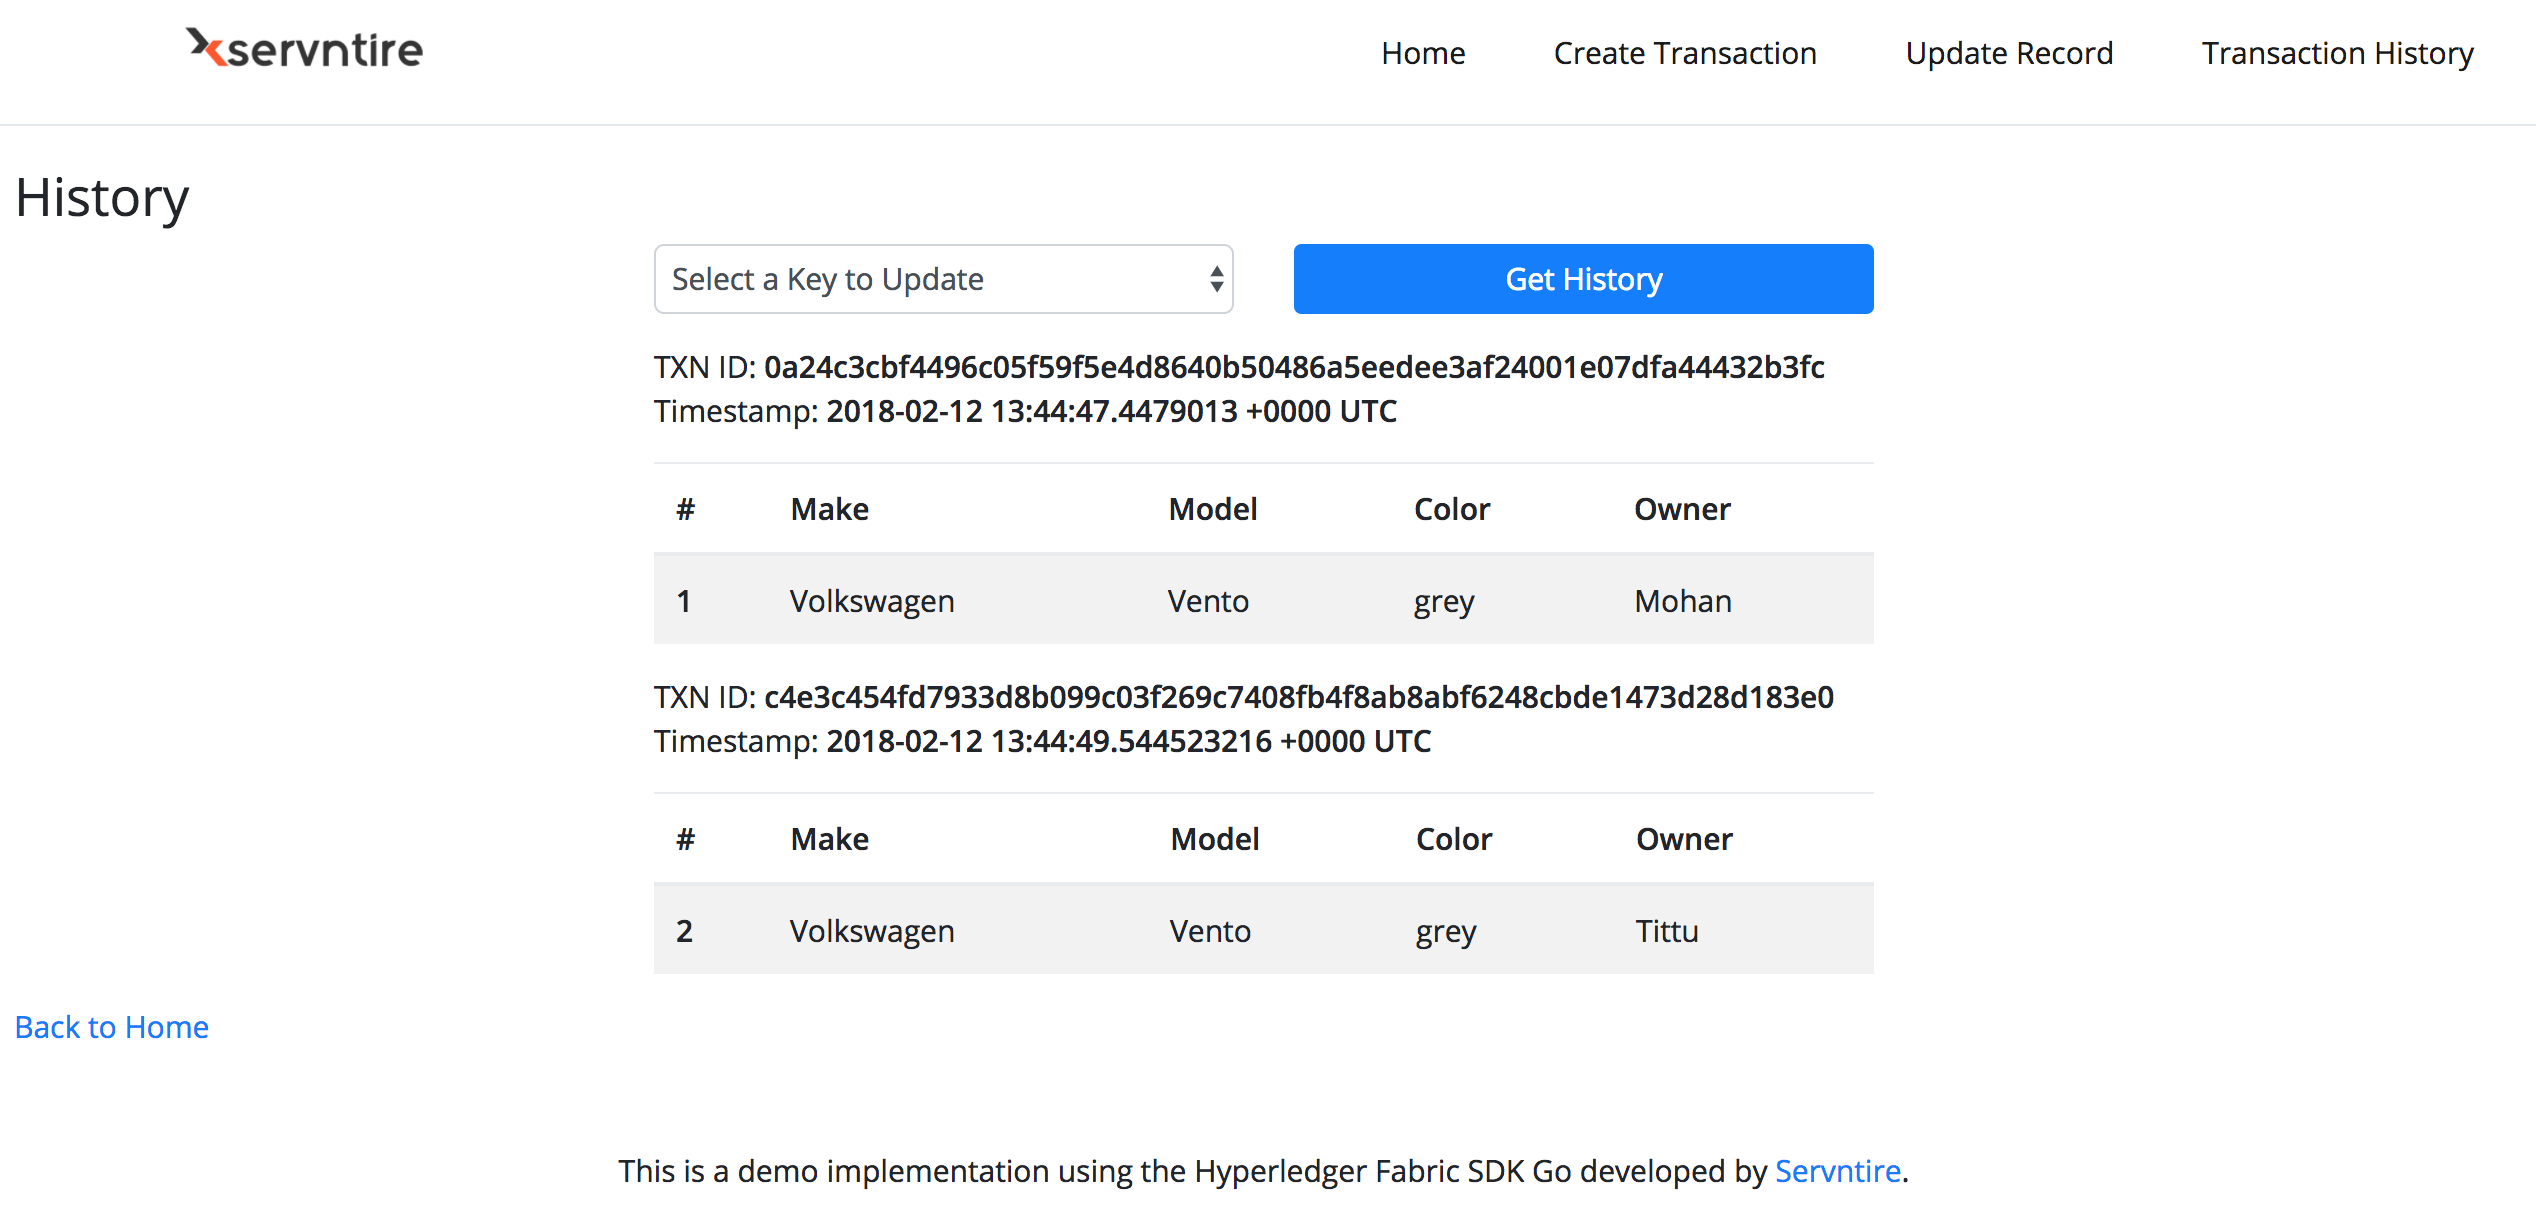 servntire
Home Create Transaction Update Record Transaction History
History
Select a Key to Update Get History
TXN ID: 0a24c3cbf4496c05f59f5e4d8640b50486a5eedee3af24001e07dfa44432b3fc
Timestamp: 2018-02-12 13:44:47.4479013 +0000 UTC
# Make Model Color Owner
1 Volkswagen Vento grey Mohan
TXN ID: c4e3c454fd7933d8b099c03f269c7408fb4f8ab8abf6248cbde1473d28d183e0
Timestamp: 2018-02-12 13:44:49.544523216 +0000 UTC
# Make Model Color Owner
2 Volkswagen Vento grey Tittu
Back to Home
This is a demo implementation using the Hyperledger Fabric SDK Go developed by Servntire.